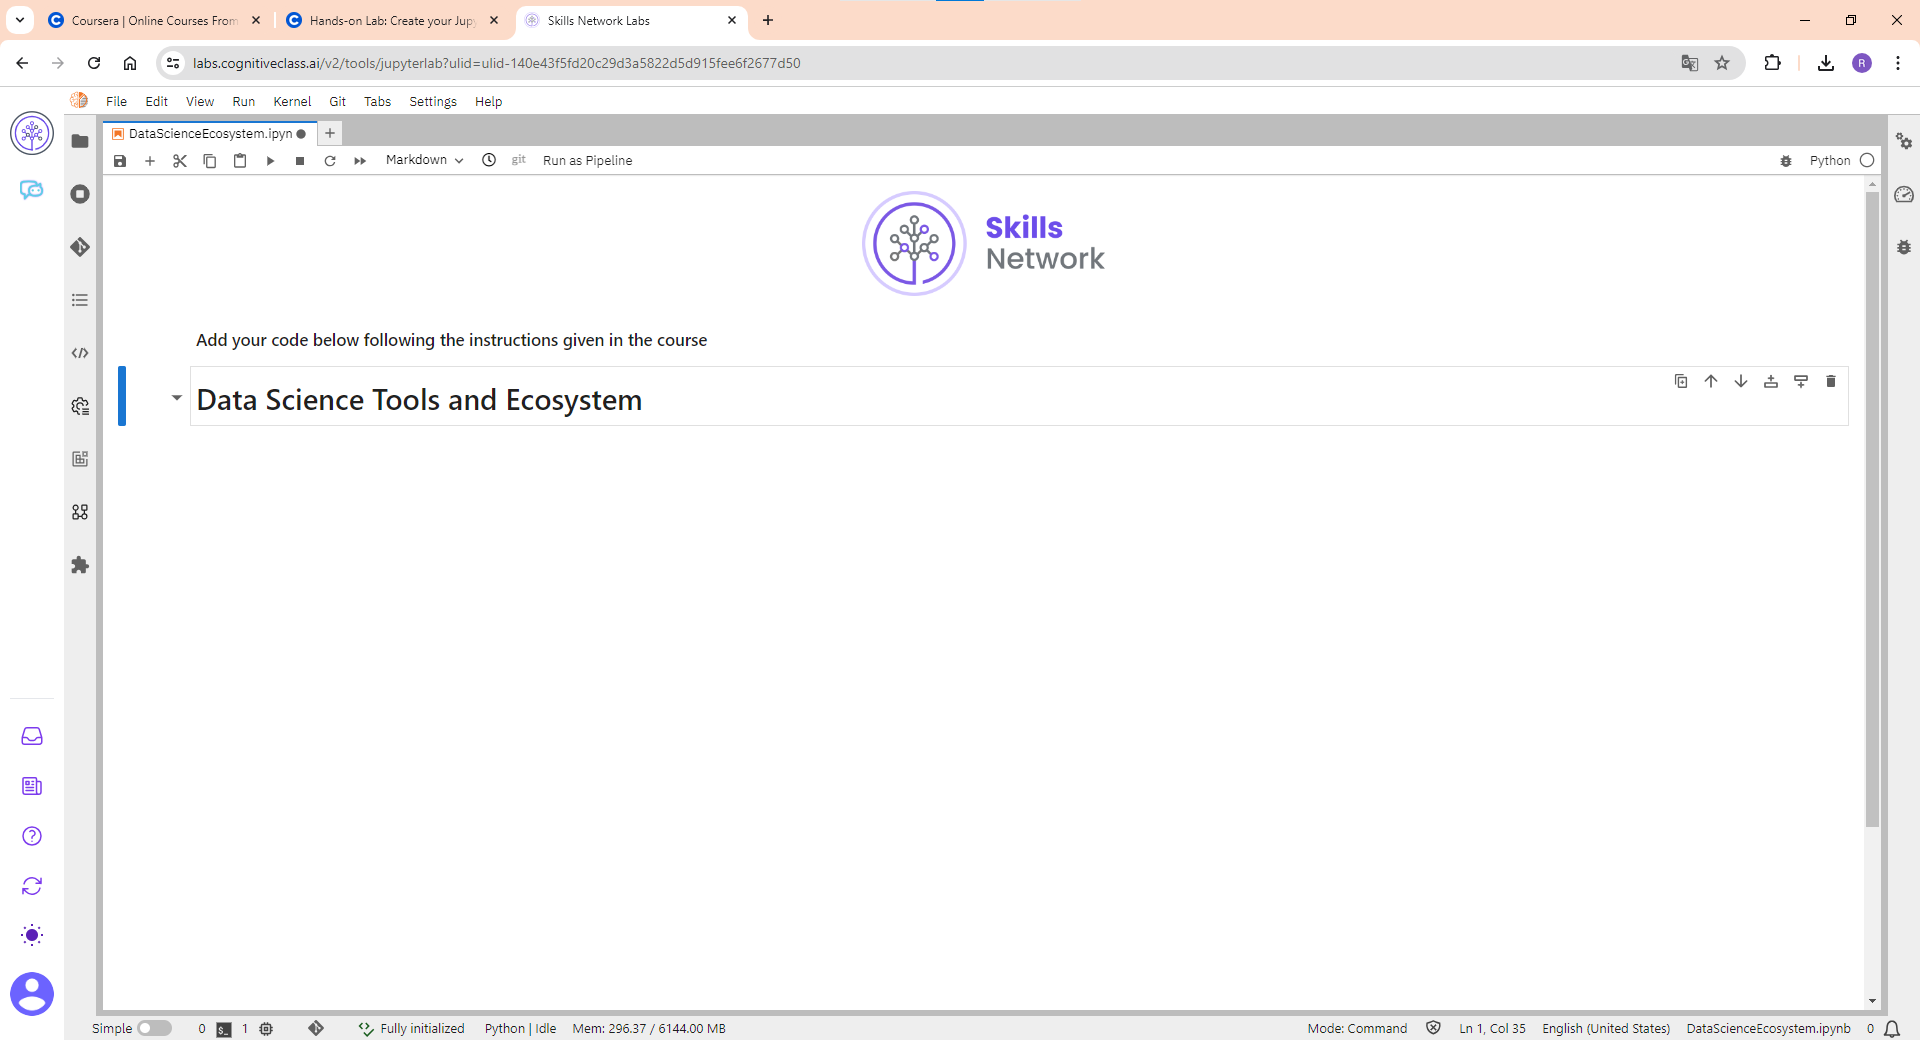 Coursera | Online Courses From
Hands-on Lab: Create your Jup
Skills Network Labs
labs.cognitiveclass.ai/v2/tools/jupyterlab?ulid=ulid-140e43f5fd20c29d3a5822d5d915fee6f2677d50
R
File Edit View Run Kernel Git Tabs Settings Help
DataScienceEcosystem.ipyn
Markdown git Run as Pipeline Python
Skills
Network
Add your code below following the instructions given in the course
Data Science Tools and Ecosystem
Simple 0 1 Fully initialized Python | Idle Mem: 296.37 / 6144.00 MB Mode: Command Ln 1, Col 35 English (United States) DataScienceEcosystem.ipynb 0